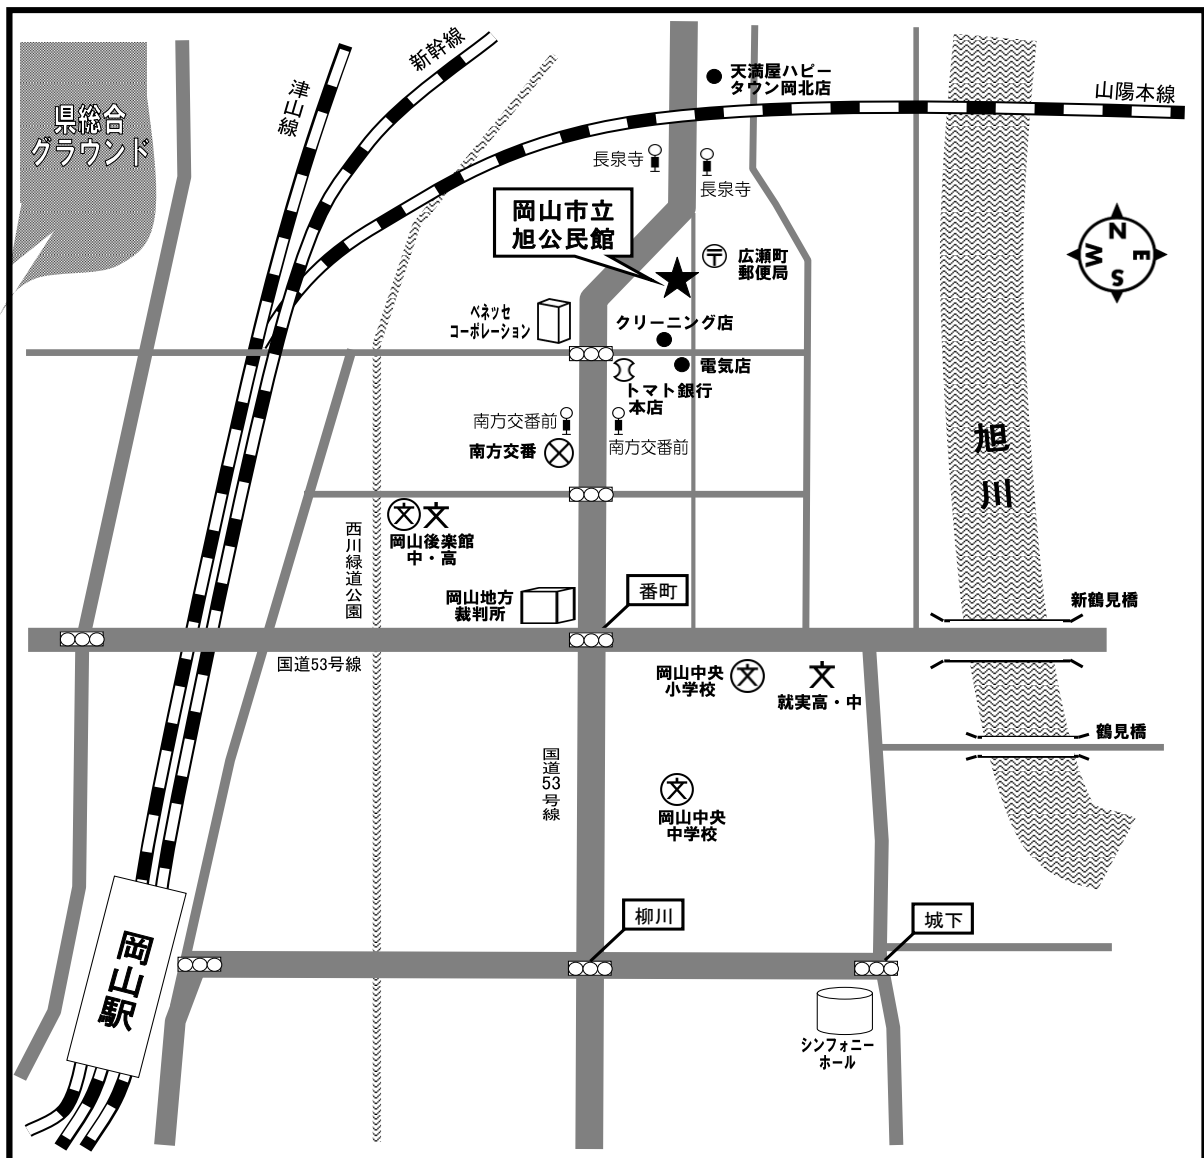 新幹線
津山線
天満屋ハピー
タウン岡北店
山陽本線
県総合
グラウンド
長泉寺
長泉寺
岡山市立
旭公民館
広瀬町
郵便局
N
E
W
S
ベネッセ
コーポレーション
クリーニング店
電気店
トマト銀行
本店
南方交番前
南方交番前
南方交番
旭川
文
文
岡山後楽館
中・高
西川緑道公園
岡山地方
裁判所
番町
新鶴見橋
国道53号線
岡山中央
小学校
文
文
就実高・中
鶴見橋
国道53号線
文
岡山中央
中学校
柳川
城下
岡山駅
シンフォニー
ホール